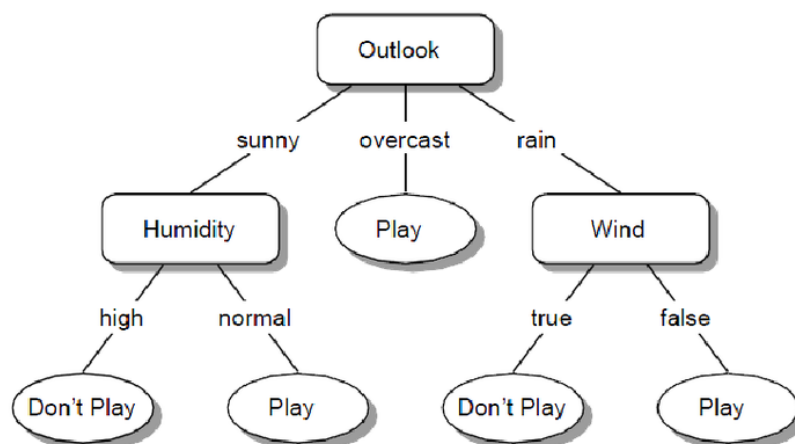 Outlook
sunny overcast rain
Humidity Play Wind
high normal true false
Don't Play Play Don't Play Play